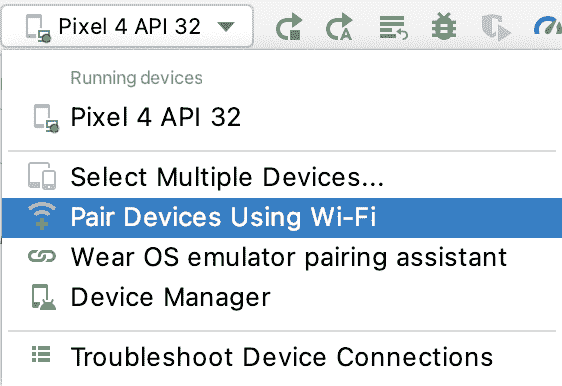 Pixel 4 API 32
Running devices
Pixel 4 API 32
Select Multiple Devices...
Pair Devices Using Wi-Fi
Wear OS emulator pairing assistant
Device Manager
Troubleshoot Device Connections